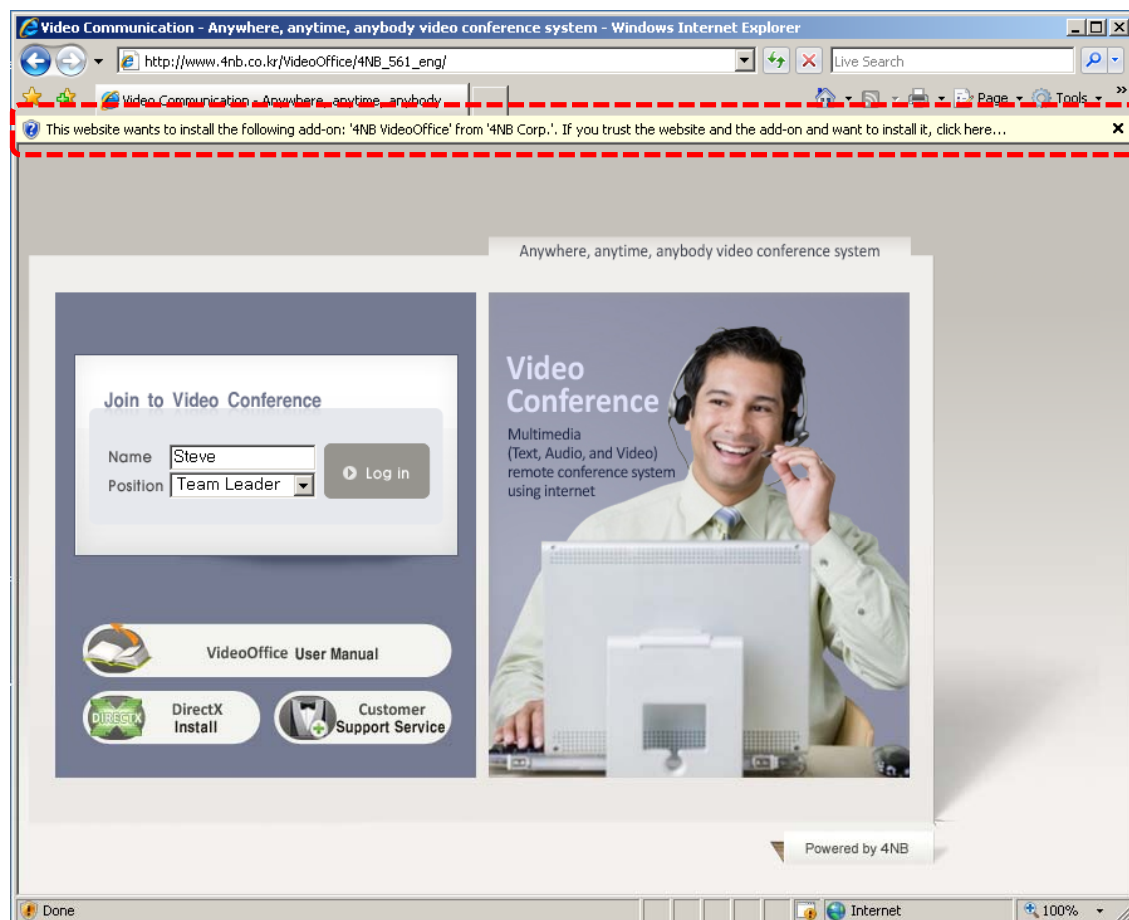 Video Communication - Anywhere, anytime, anybody video conference system - Windows Internet Explorer
http://www.4nb.co.kr/VideoOffice/4NB_561_eng/
Live Search
Video Communication - Anywhere, anytime, anybody
Page
Tools
»
This website wants to install the following add-on: '4NB VideoOffice' from '4NB Corp.'. If you trust the website and the add-on and want to install it, click here...
Anywhere, anytime, anybody video conference system
Join to Video Conference
Name Steve
Position Team Leader
Log in
Video
Conference
Multimedia
(Text, Audio, and Video)
remote conference system
using internet
VideoOffice User Manual
DIRECTX
DirectX
Install
Customer
Support Service
Powered by 4NB
Done
Internet
100%